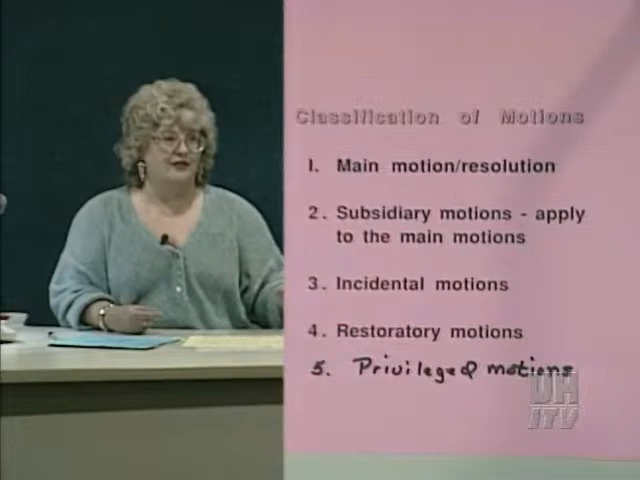 Classification of Motions
1. Main motion/resolution
2. Subsidiary motions - apply
to the main motions
3. Incidental motions
4. Restoratory motions
5. Privileged motions
DH
ITV